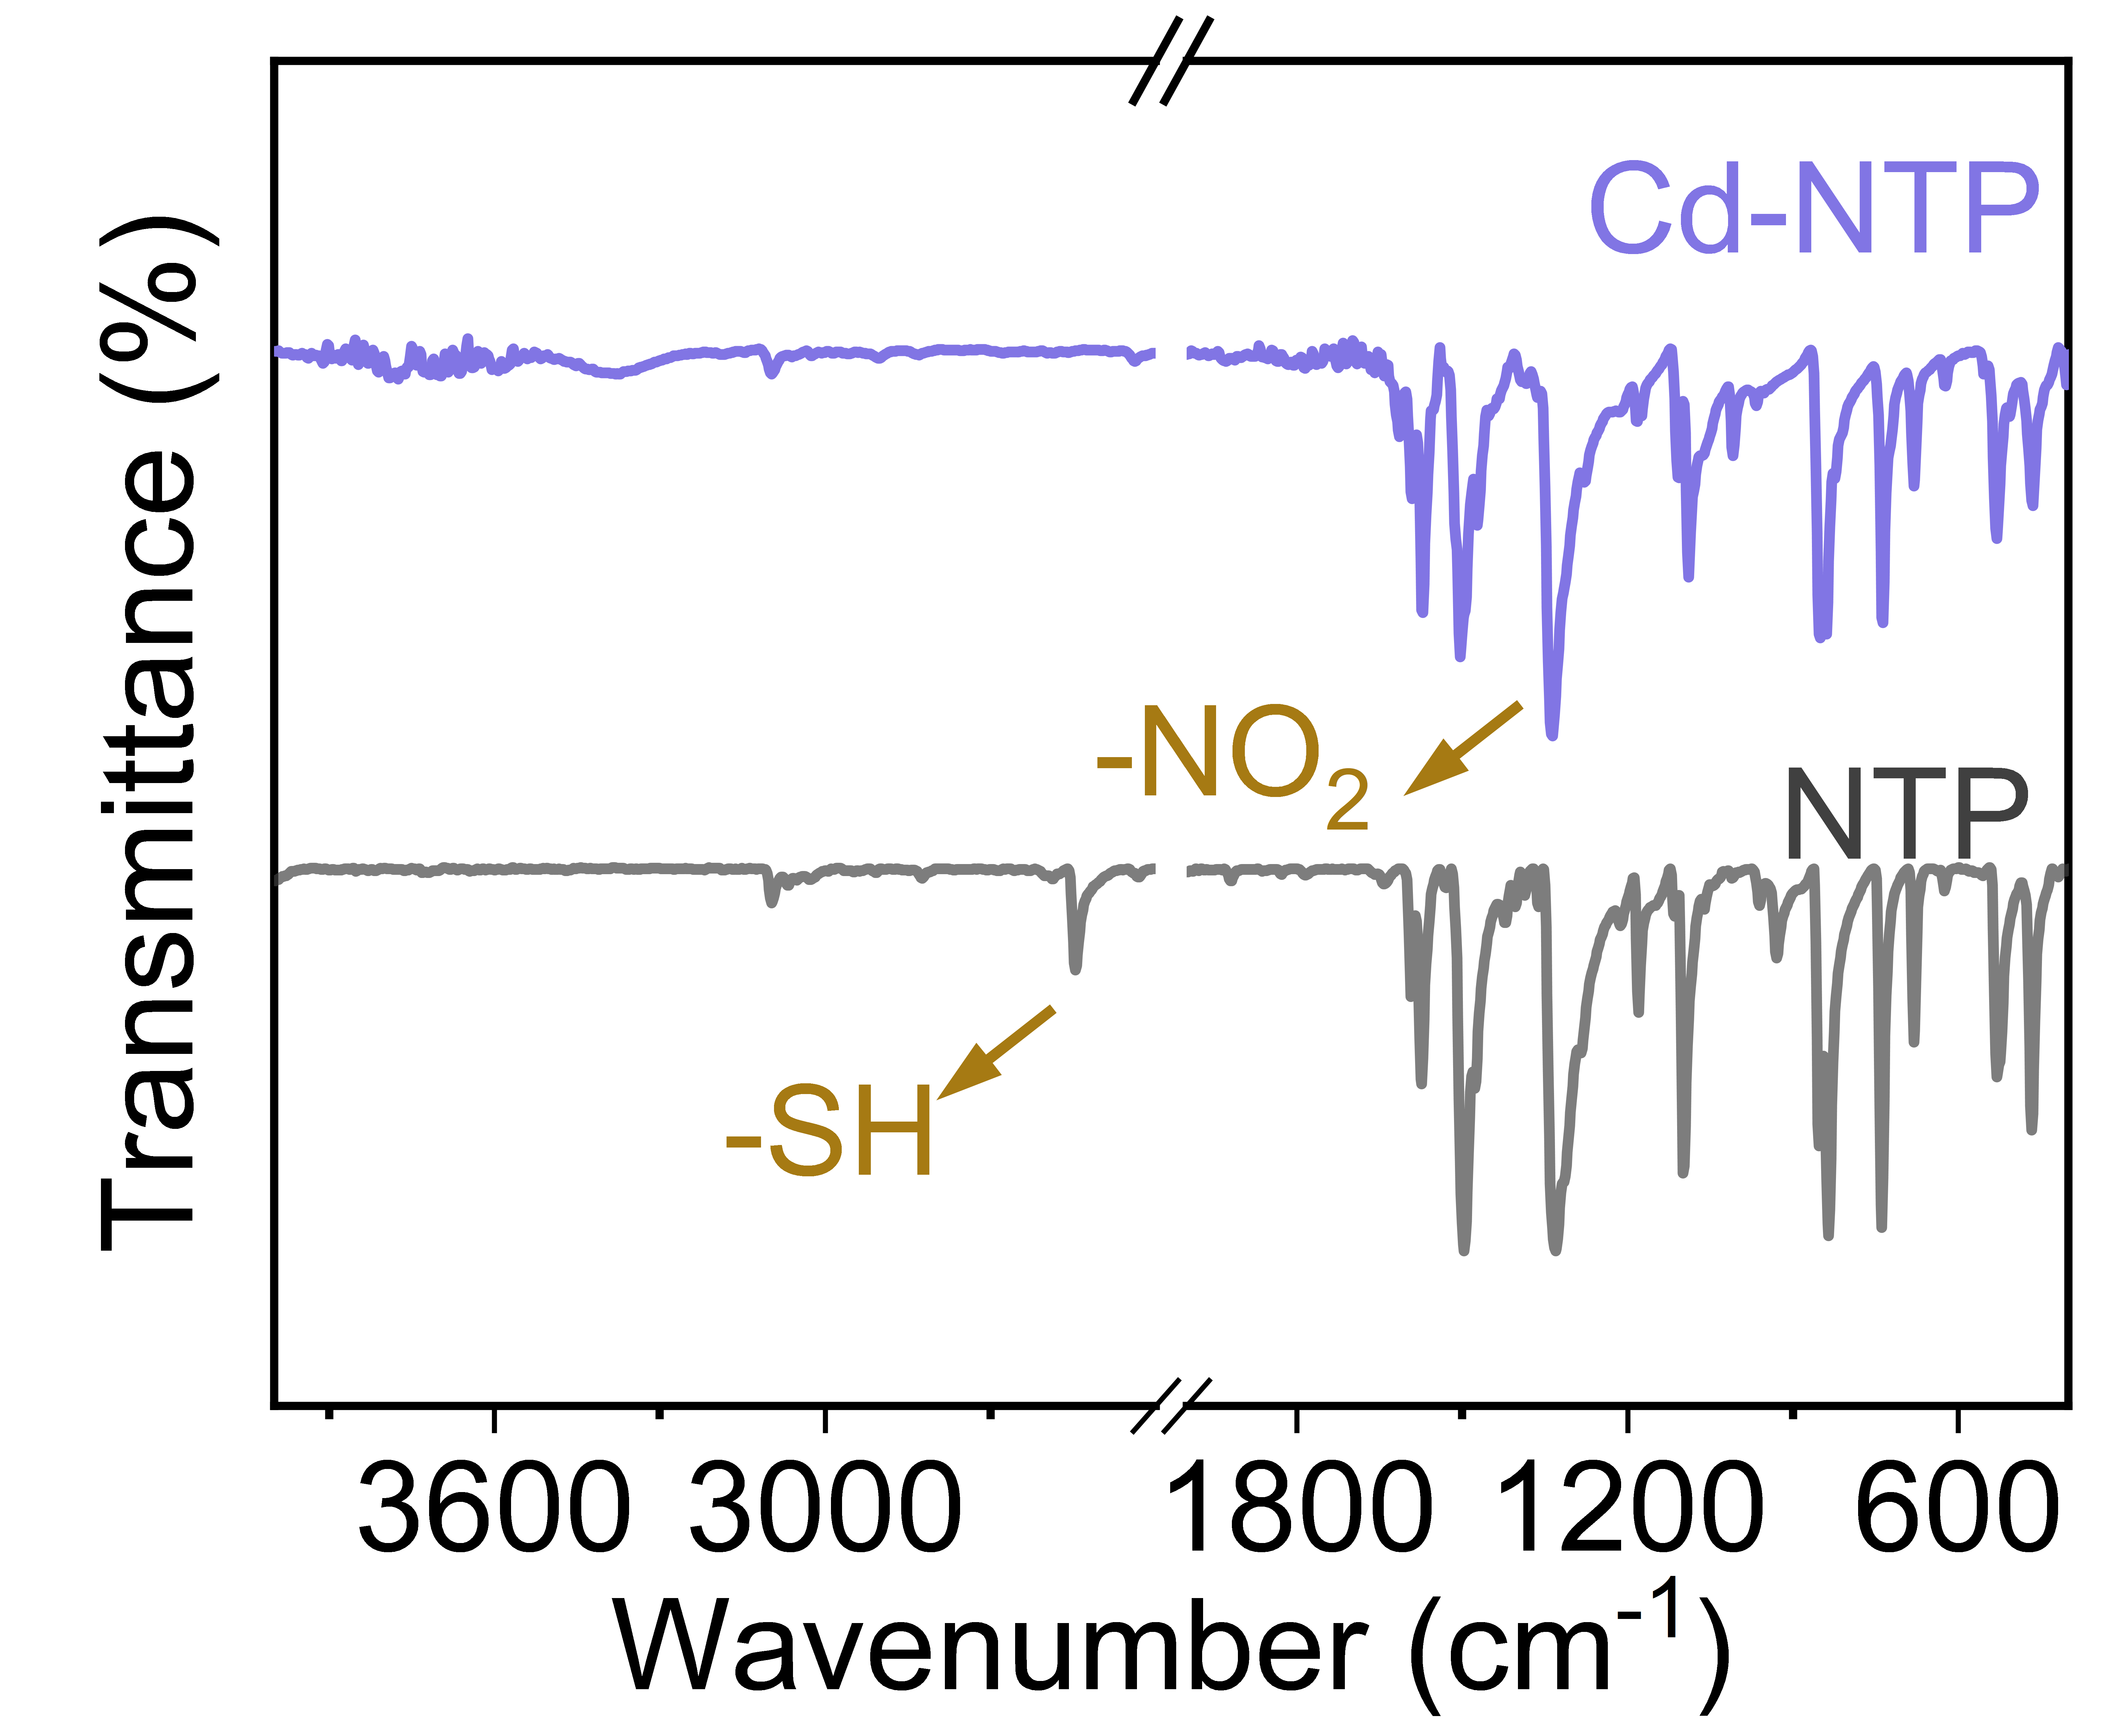 Transmittance (%)
Cd-NTP
-NO₂
NTP
-SH
3600 3000 1800 1200 600
Wavenumber (cm⁻¹)